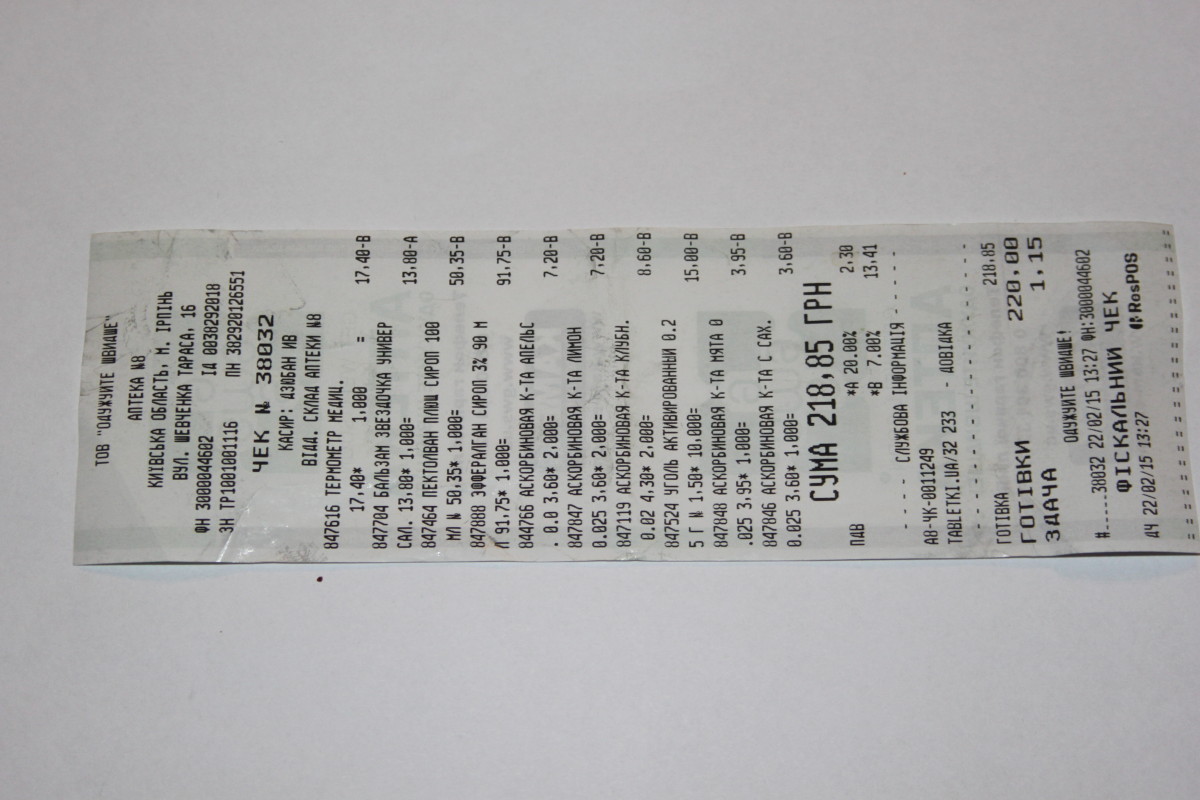 ТОВ "ОДУЖУЙТЕ ШВИДШЕ"
АПТЕКА №8
КИЇВСЬКА ОБЛАСТЬ, М. ІРПІНЬ
ВУЛ. ШЕВЧЕНКА ТАРАСА, 16
ФН 3000044602 ІД 0038292018
ЗН ТР1001001116 ПН 382920126551
ЧЕК № 38032
КАСИР: ДЗЮБАН ИВ
ВІДД. СКЛАД АПТЕКИ №8
847616 ТЕРМОМЕТР МЕДИЦ.
17.40* 1.000 = 17.40-В
847704 БАЛЬЗАМ ЗВЕЗДОЧКА УНИВЕР
САЛ. 13.00* 1.000= 13.00-А
847464 ПЕКТОЛВАН ПЛЮЩ СИРОП 100
МЛ N 50.35* 1.000= 50.35-В
847888 ЭФФЕРАЛГАН СИРОП 3% 90 М
Л 91.75* 1.000= 91.75-В
844766 АСКОРБИНОВАЯ К-ТА АПЕЛЬС
. 0.0 3.60* 2.000= 7.20-В
847847 АСКОРБИНОВАЯ К-ТА ЛИМОН
0.025 3.60* 2.000= 7.20-В
847119 АСКОРБИНОВАЯ К-ТА КЛУБН.
0.02 4.30* 2.000= 8.60-В
847524 УГОЛЬ АКТИВИРОВАННЫЙ 0.2
5 Г N 1.50* 10.000= 15.00-В
847848 АСКОРБИНОВАЯ К-ТА МЯТА 0
.025 3.95* 1.000= 3.95-В
847846 АСКОРБИНОВАЯ К-ТА С САХ.
0.025 3.60* 1.000= 3.60-В
СУМА 218,85 ГРН
ПДВ *А 20.00% 2.30
*В 7.00% 13.41
- - - - СЛУЖБОВА ІНФОРМАЦІЯ - - - - -
А8-ЧК-0011249
TABLETKI.UA/32 233 - ДОВІДКА
- - - - - - - - - - - - - - - - - - -
ГОТІВКА 218.85
ГОТІВКИ 220.00
ЗДАЧА 1.15
ОДУЖУЙТЕ ШВИДШЕ!
#.....38032 22/02/15 13:27 ФН:3000044602
ФІСКАЛЬНИЙ ЧЕК
ДЧ 22/02/15 13:27 ResPOS